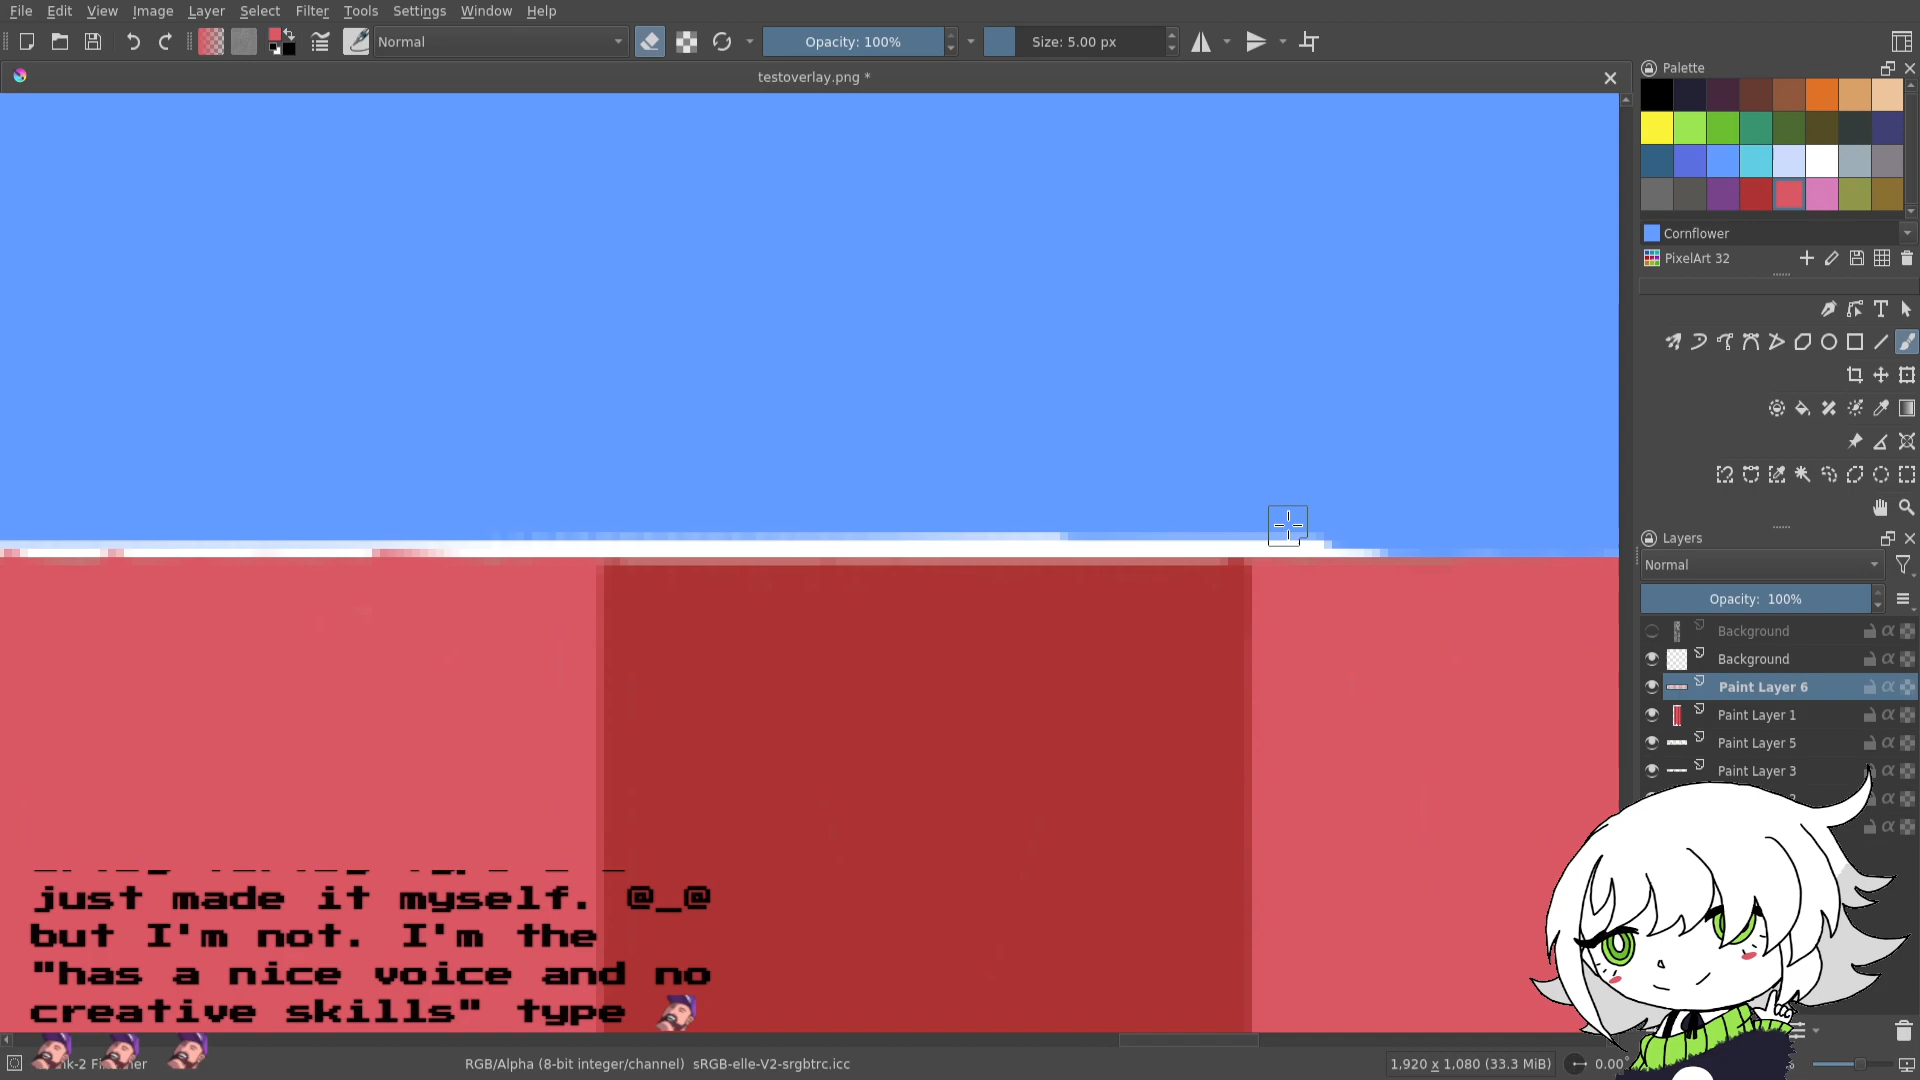 File Edit View Image Layer Select Filter Tools Settings Window Help
Normal
Opacity: 100%
Size: 5.00 px
testoverlay.png *
Palette
Cornflower
PixelArt 32
Layers
Normal
Opacity: 100%
Background
Background
Paint Layer 6
Paint Layer 1
Paint Layer 5
Paint Layer 3
just made it myself. @_@
but I'm not. I'm the
"has a nice voice and no
creative skills" type
RGB/Alpha (8-bit integer/channel) sRGB-elle-V2-srgbtrc.icc
1,920 x 1,080 (33.3 MiB)
0.00°